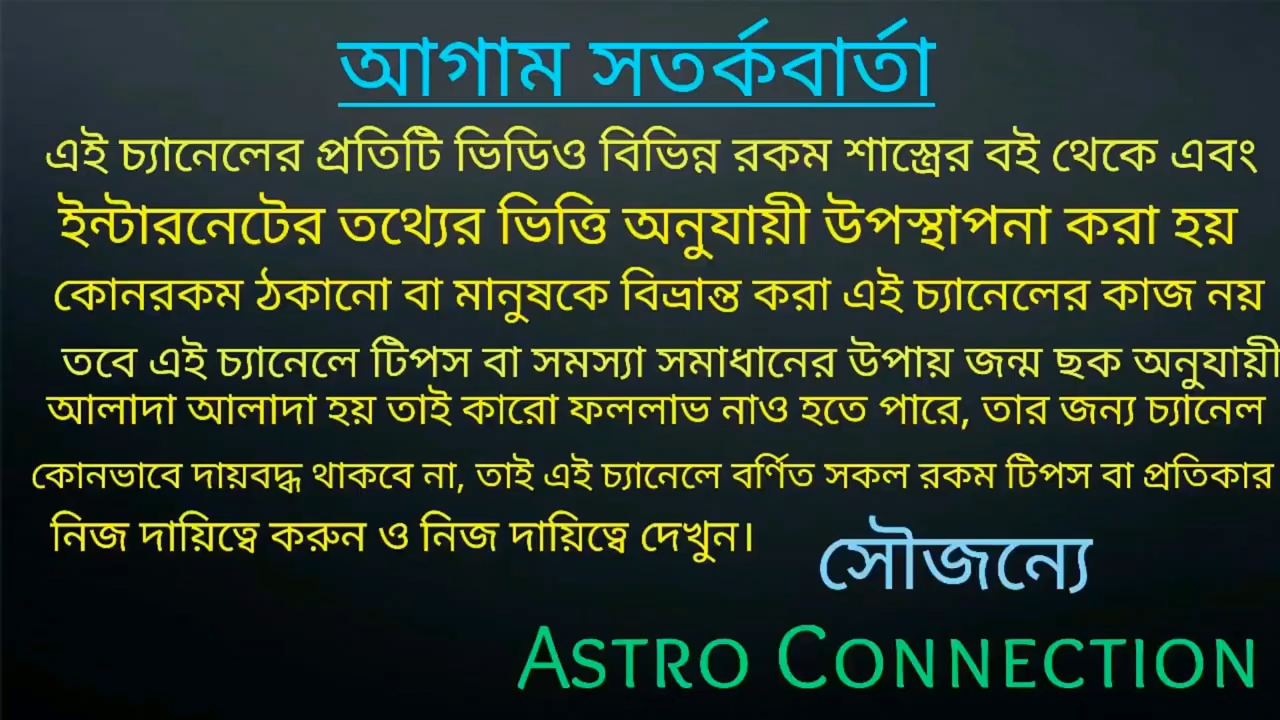 আগাম সতর্কবার্তা
এই চ্যানেলের প্রতিটি ভিডিও বিভিন্ন রকম শাস্ত্রের বই থেকে এবং
ইন্টারনেটের তথ্যের ভিত্তি অনুযায়ী উপস্থাপনা করা হয়
কোনরকম ঠকানো বা মানুষকে বিভ্রান্ত করা এই চ্যানেলের কাজ নয়
তবে এই চ্যানেলে টিপস বা সমস্যা সমাধানের উপায় জন্ম ছক অনুযায়ী
আলাদা আলাদা হয় তাই কারো ফললাভ নাও হতে পারে, তার জন্য চ্যানেল
কোনভাবে দায়বদ্ধ থাকবে না, তাই এই চ্যানেলে বর্ণিত সকল রকম টিপস বা প্রতিকার
নিজ দায়িত্বে করুন ও নিজ দায়িত্বে দেখুন।
সৌজন্যে
ASTRO CONNECTION